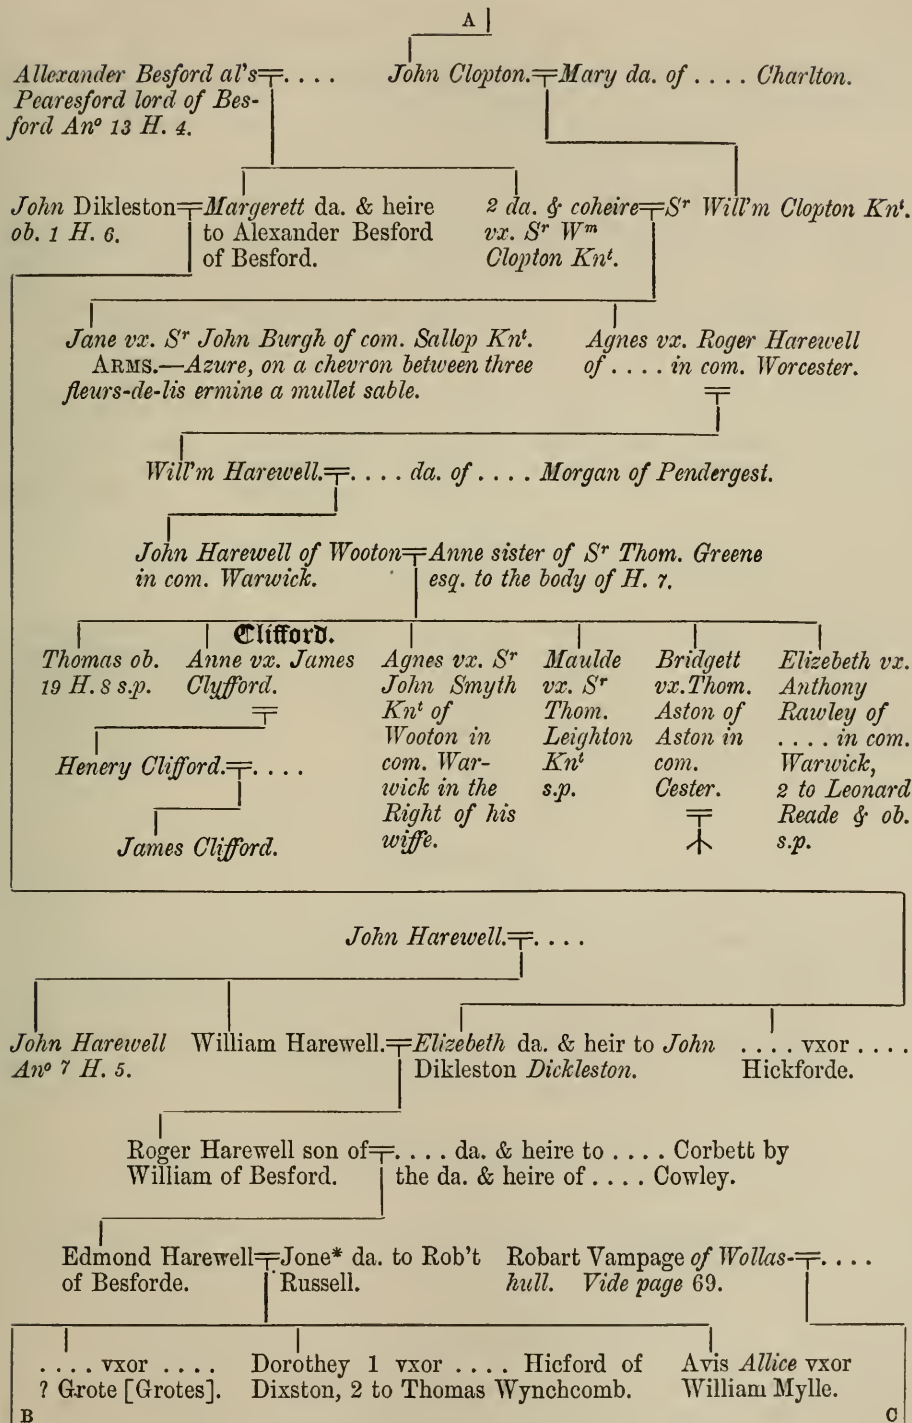 A
Allexander Besford al's . . . .
Pearesford lord of Bes-
ford Anº 13 H. 4.
John Clopton. Mary da. of . . . . Charlton.
John Dikleston
ob. 1 H. 6.
Margerett da. & heire
to Alexander Besford
of Besford.
2 da. & coheire
vx. Sʳ Wᵐ
Clopton Knᵗ.
Sʳ Will'm Clopton Knᵗ.
Jane vx. Sʳ John Burgh of com. Sallop Knᵗ.
ARMS.—Azure, on a chevron between three
fleurs-de-lis ermine a mullet sable.
Agnes vx. Roger Harewell
of . . . . in com. Worcester.
Will'm Harewell. . . . . da. of . . . . Morgan of Pendergest.
John Harewell of Wooton
in com. Warwick.
Anne sister of Sʳ Thom. Greene
esq. to the body of H. 7.
Thomas ob.
19 H. 8 s.p.
Clifford.
Anne vx. James
Clyfford.
Henery Clifford. . . . .
James Clifford.
Agnes vx. Sʳ
John Smyth
Knᵗ of
Wooton in
com. War-
wick in the
Right of his
wiffe.
Maulde
vx. Sʳ
Thom.
Leighton
Knᵗ
s.p.
Bridgett
vx. Thom.
Aston of
Aston in
com.
Cester.
Elizebeth vx.
Anthony
Rawley of
. . . . in com.
Warwick,
2 to Leonard
Reade & ob.
s.p.
John Harewell. . . . .
John Harewell
Anº 7 H. 5.
William Harewell.
Elizebeth da. & heir to John
Dikleston Dickleston.
. . . . vxor . . . .
Hickforde.
Roger Harewell son of
William of Besford.
. . . . da. & heire to . . . . Corbett by
the da. & heire of . . . . Cowley.
Edmond Harewell
of Besforde.
Jone* da. to Rob't
Russell.
Robart Vampage of Wollas- . . . .
hull. Vide page 69.
. . . . vxor . . . .
? Grote [Grotes].
Dorothey 1 vxor . . . . Hicford of
Dixston, 2 to Thomas Wynchcomb.
Avis Allice vxor
William Mylle.
B
C